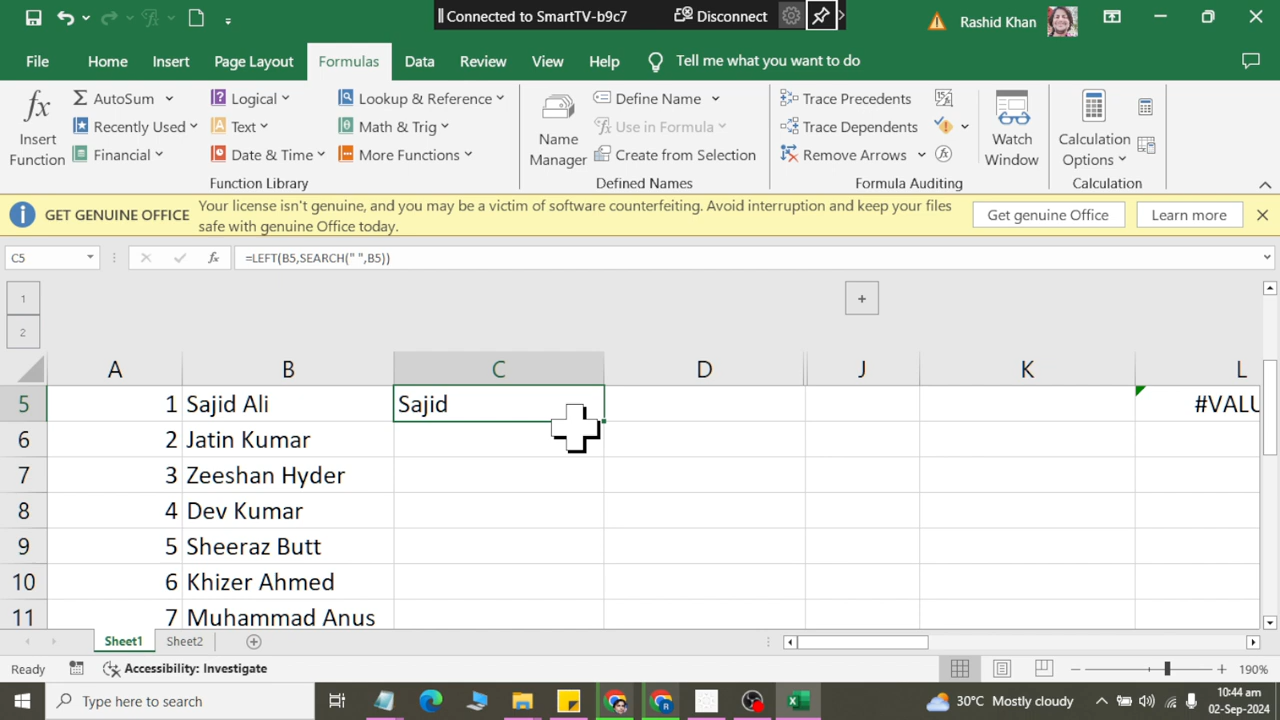 Connected to SmartTV-b9c7 Disconnect
Rashid Khan
File Home Insert Page Layout Formulas Data Review View Help Tell me what you want to do
fx Insert Function
AutoSum
Recently Used
Financial
Logical
Text
Date & Time
Lookup & Reference
Math & Trig
More Functions
Function Library
Name Manager
Define Name
Use in Formula
Create from Selection
Defined Names
Trace Precedents
Trace Dependents
Remove Arrows
Formula Auditing
Watch Window
Calculation Options
Calculation
GET GENUINE OFFICE Your license isn't genuine, and you may be a victim of software counterfeiting. Avoid interruption and keep your files
safe with genuine Office today.
Get genuine Office Learn more
C5 fx =LEFT(B5,SEARCH(" ",B5))
1
2
A B C D J K L
5 1 Sajid Ali Sajid #VALU
6 2 Jatin Kumar
7 3 Zeeshan Hyder
8 4 Dev Kumar
9 5 Sheeraz Butt
10 6 Khizer Ahmed
11 7 Muhammad Anus
Sheet1 Sheet2
Ready Accessibility: Investigate 190%
Type here to search
30°C Mostly cloudy
10:44 am
02-Sep-2024